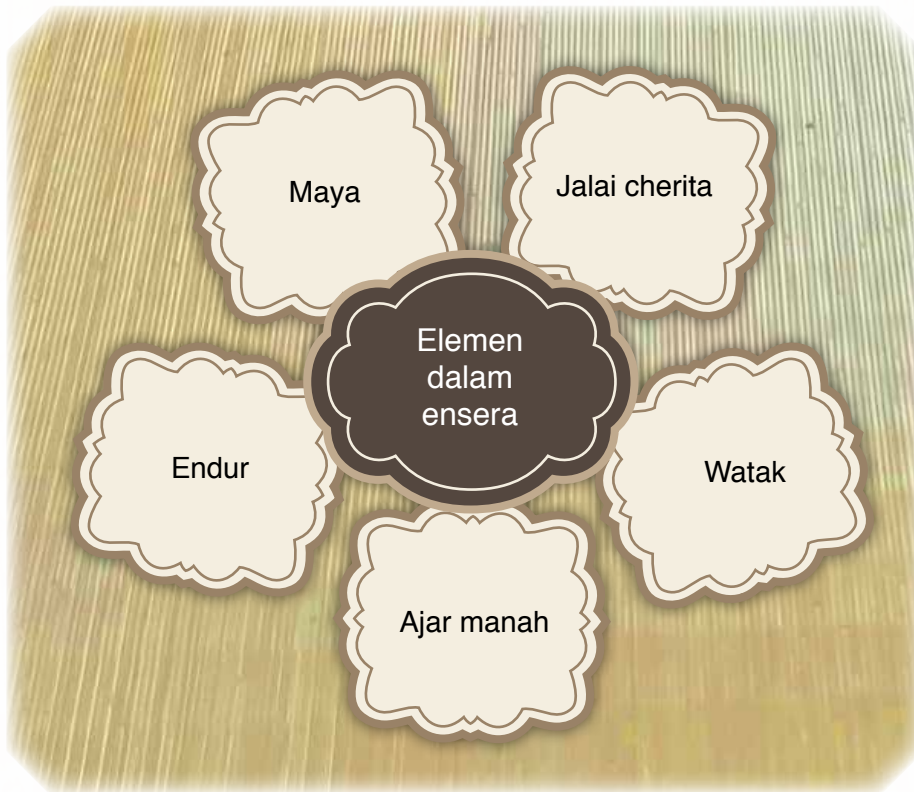 Maya
Jalai cherita
Elemen
dalam
ensera
Endur
Watak
Ajar manah